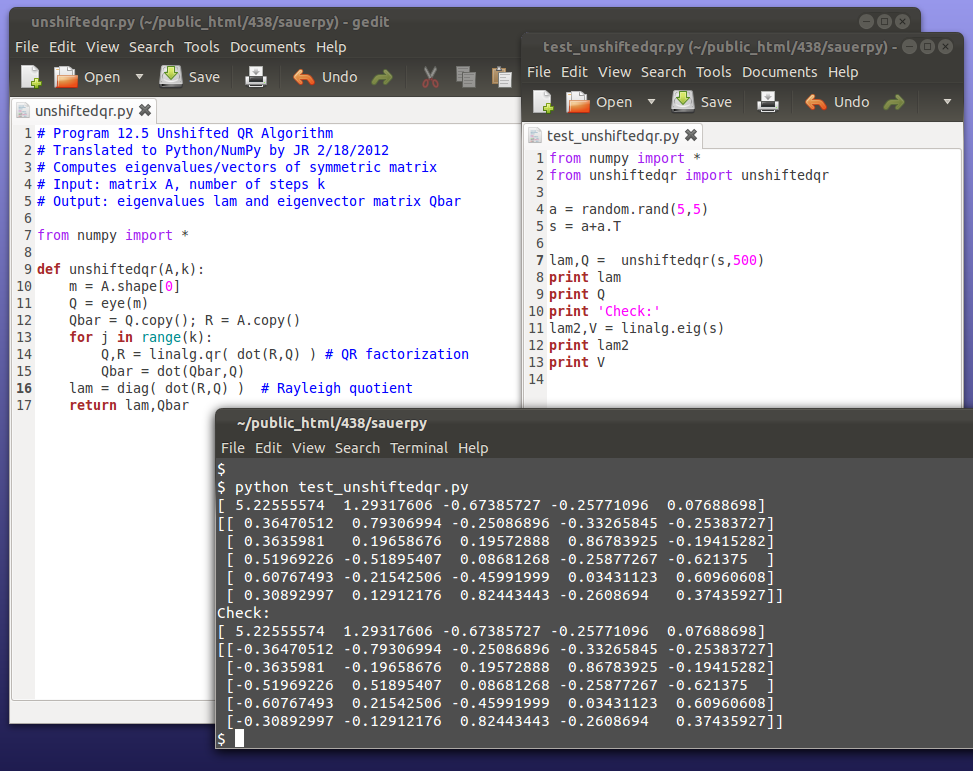 unshiftedqr.py (~/public_html/438/sauerpy) - gedit
File Edit View Search Tools Documents Help
Open Save Undo
unshiftedqr.py
1 # Program 12.5 Unshifted QR Algorithm
2 # Translated to Python/NumPy by JR 2/18/2012
3 # Computes eigenvalues/vectors of symmetric matrix
4 # Input: matrix A, number of steps k
5 # Output: eigenvalues lam and eigenvector matrix Qbar
6
7 from numpy import *
8
9 def unshiftedqr(A,k):
10     m = A.shape[0]
11     Q = eye(m)
12     Qbar = Q.copy(); R = A.copy()
13     for j in range(k):
14         Q,R = linalg.qr( dot(R,Q) ) # QR factorization
15         Qbar = dot(Qbar,Q)
16     lam = diag( dot(R,Q) )  # Rayleigh quotient
17     return lam,Qbar
test_unshiftedqr.py (~/public_html/438/sauerpy) -
File Edit View Search Tools Documents Help
Open Save Undo
test_unshiftedqr.py
1 from numpy import *
2 from unshiftedqr import unshiftedqr
3
4 a = random.rand(5,5)
5 s = a+a.T
6
7 lam,Q =  unshiftedqr(s,500)
8 print lam
9 print Q
10 print 'Check:'
11 lam2,V = linalg.eig(s)
12 print lam2
13 print V
14
~/public_html/438/sauerpy
File Edit View Search Terminal Help
$
$ python test_unshiftedqr.py
[ 5.22555574  1.29317606 -0.67385727 -0.25771096  0.07688698]
[[ 0.36470512  0.79306994 -0.25086896 -0.33265845 -0.25383727]
 [ 0.3635981   0.19658676  0.19572888  0.86783925 -0.19415282]
 [ 0.51969226 -0.51895407  0.08681268 -0.25877267 -0.621375  ]
 [ 0.60767493 -0.21542506 -0.45991999  0.03431123  0.60960608]
 [ 0.30892997  0.12912176  0.82443443 -0.2608694   0.37435927]]
Check:
[ 5.22555574  1.29317606 -0.67385727 -0.25771096  0.07688698]
[[-0.36470512 -0.79306994 -0.25086896 -0.33265845 -0.25383727]
 [-0.3635981  -0.19658676  0.19572888  0.86783925 -0.19415282]
 [-0.51969226  0.51895407  0.08681268 -0.25877267 -0.621375  ]
 [-0.60767493  0.21542506 -0.45991999  0.03431123  0.60960608]
 [-0.30892997 -0.12912176  0.82443443 -0.2608694   0.37435927]]
$